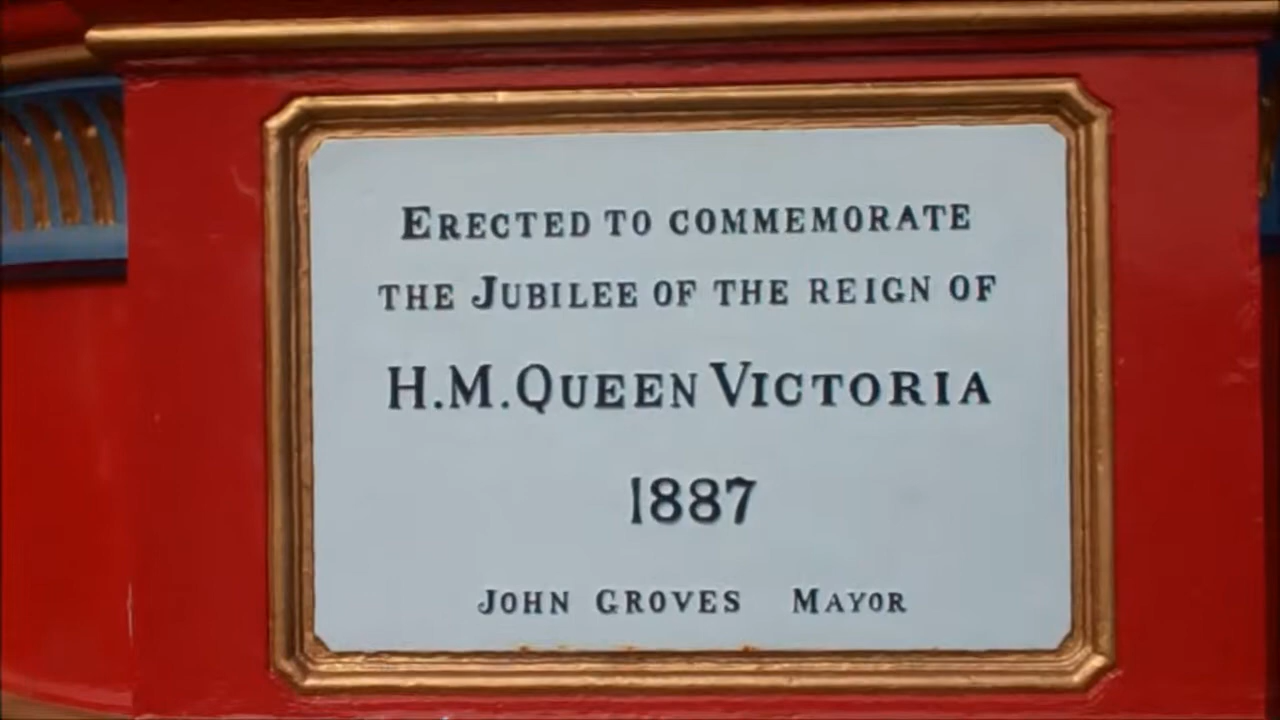 ERECTED TO COMMEMORATE
THE JUBILEE OF THE REIGN OF
H.M. QUEEN VICTORIA
1887
JOHN GROVES MAYOR